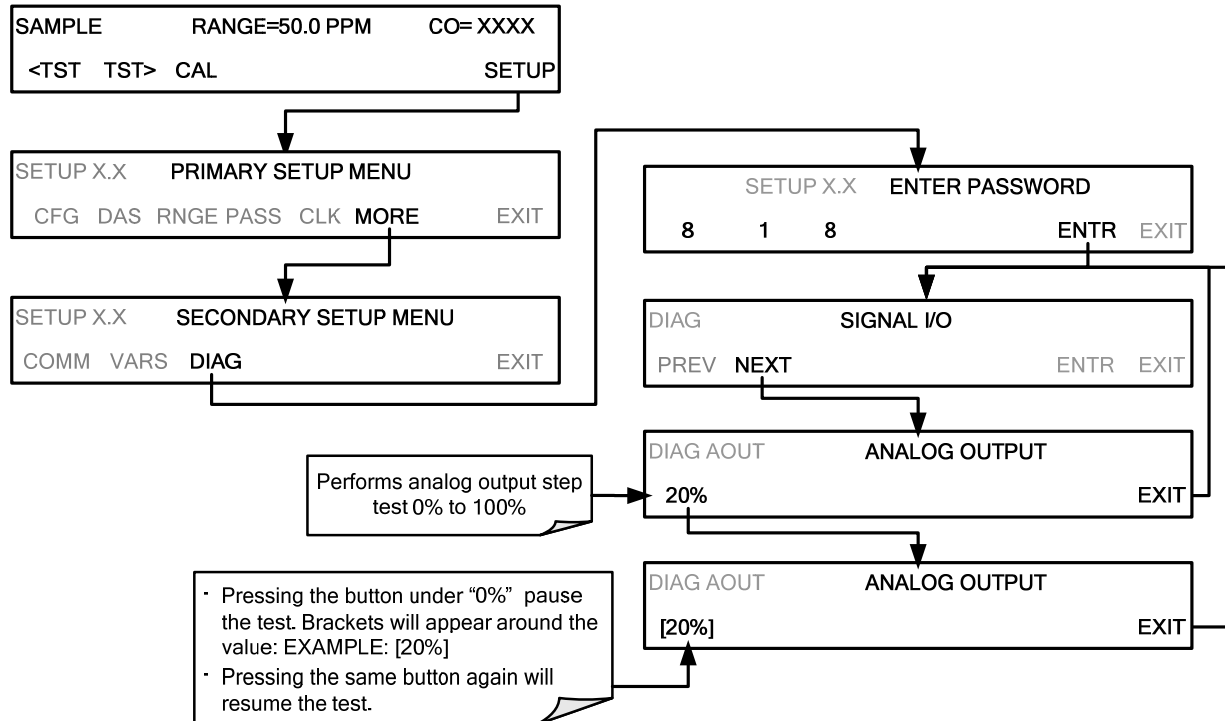 SAMPLE RANGE=50.0 PPM CO= XXXX
<TST TST> CAL SETUP
SETUP X.X PRIMARY SETUP MENU
CFG DAS RNGE PASS CLK MORE EXIT
SETUP X.X SECONDARY SETUP MENU
COMM VARS DIAG EXIT
SETUP X.X ENTER PASSWORD
8 1 8 ENTR EXIT
DIAG SIGNAL I/O
PREV NEXT ENTR EXIT
DIAG AOUT ANALOG OUTPUT
20% EXIT
Performs analog output step
test 0% to 100%
DIAG AOUT ANALOG OUTPUT
[20%] EXIT
· Pressing the button under “0%” pause
the test. Brackets will appear around the
value: EXAMPLE: [20%]
· Pressing the same button again will
resume the test.